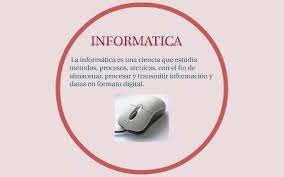 INFORMATICA
La informática es una ciencia que estudia
métodos, procesos, técnicas, con el fin de
almacenar, procesar y transmitir información y
datos en formato digital.